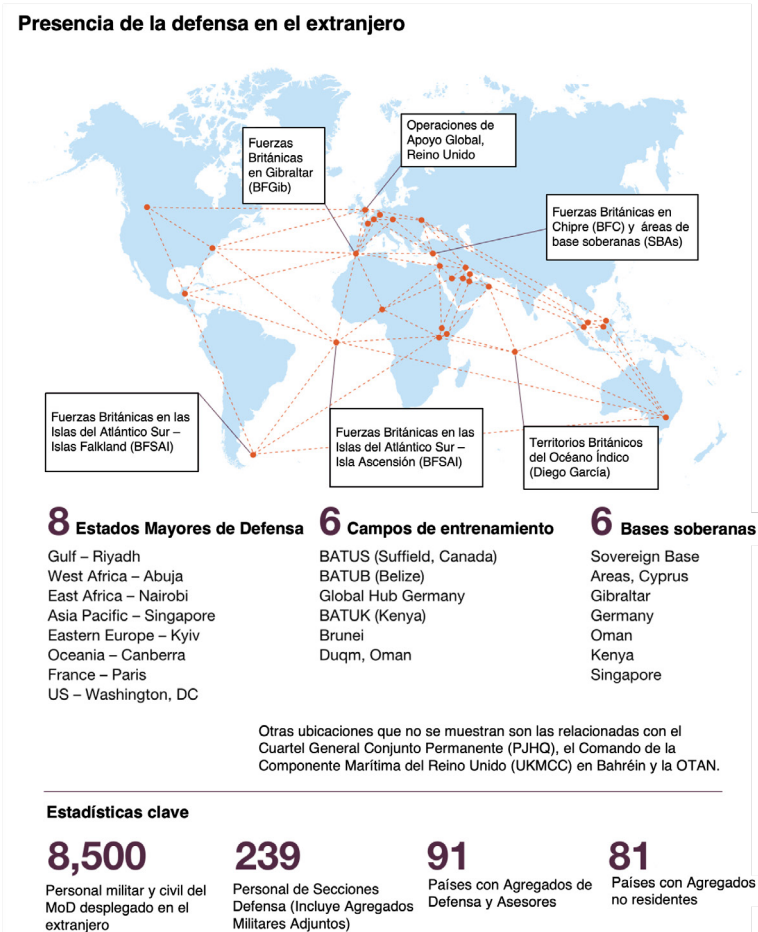 Presencia de la defensa en el extranjero
Fuerzas
Británicas
en Gibraltar
(BFGib)
Operaciones de
Apoyo Global,
Reino Unido
Fuerzas Británicas en
Chipre (BFC) y áreas de
base soberanas (SBAs)
Fuerzas Británicas en las
Islas del Atlántico Sur –
Islas Falkland (BFSAI)
Fuerzas Británicas en las
Islas del Atlántico Sur –
Isla Ascensión (BFSAI)
Territorios Británicos
del Océano Índico
(Diego García)
8 Estados Mayores de Defensa
Gulf – Riyadh
West Africa – Abuja
East Africa – Nairobi
Asia Pacific – Singapore
Eastern Europe – Kyiv
Oceania – Canberra
France – Paris
US – Washington, DC
6 Campos de entrenamiento
BATUS (Suffield, Canada)
BATUB (Belize)
Global Hub Germany
BATUK (Kenya)
Brunei
Duqm, Oman
6 Bases soberanas
Sovereign Base
Areas, Cyprus
Gibraltar
Germany
Oman
Kenya
Singapore
Otras ubicaciones que no se muestran son las relacionadas con el
Cuartel General Conjunto Permanente (PJHQ), el Comando de la
Componente Marítima del Reino Unido (UKMCC) en Bahréin y la OTAN.
Estadísticas clave
8,500
Personal militar y civil del
MoD desplegado en el
extranjero
239
Personal de Secciones
Defensa (Incluye Agregados
Militares Adjuntos)
91
Países con Agregados de
Defensa y Asesores
81
Países con Agregados
no residentes